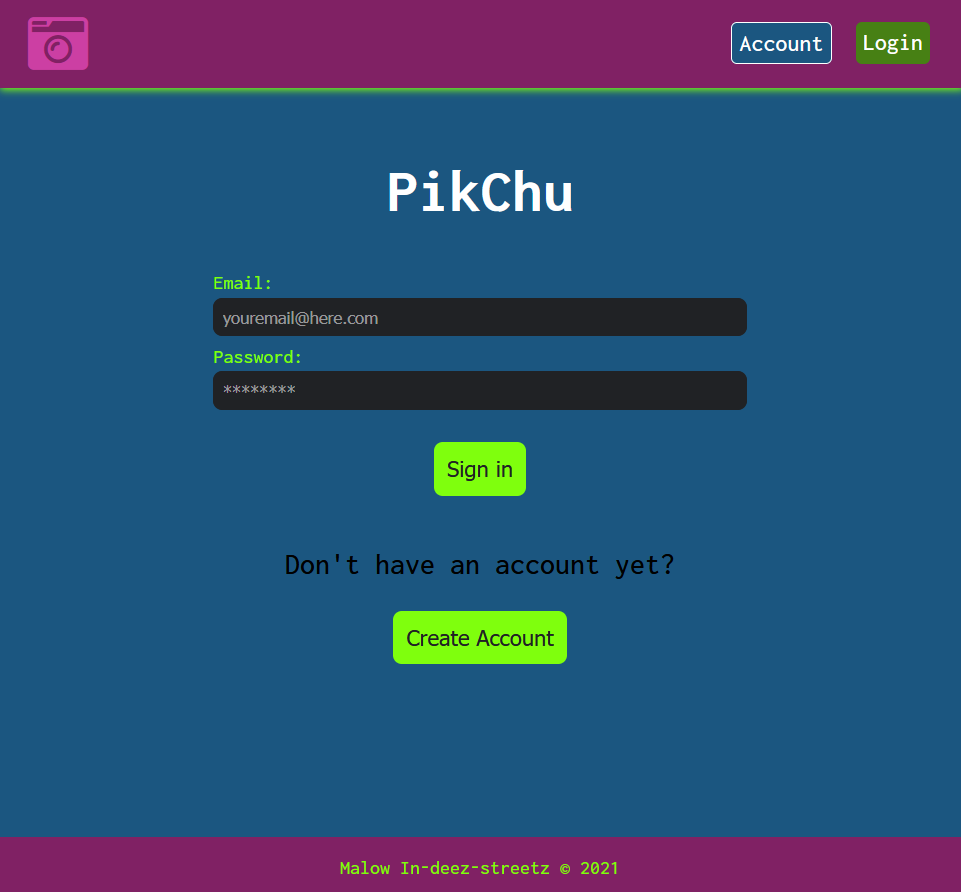 Account
Login
PikChu
Email:
youremail@here.com
Password:
********
Sign in
Don't have an account yet?
Create Account
Malow In-deez-streetz © 2021